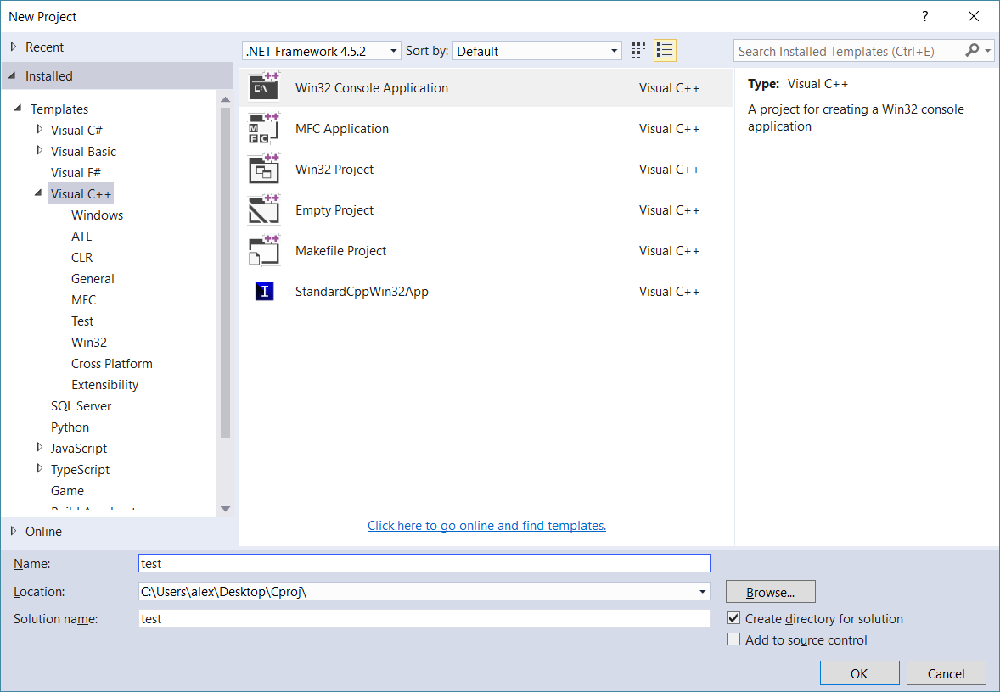 New Project
?
Recent
.NET Framework 4.5.2 Sort by: Default
Search Installed Templates (Ctrl+E)
Installed
Templates
Visual C#
Visual Basic
Visual F#
Visual C++
Windows
ATL
CLR
General
MFC
Test
Win32
Cross Platform
Extensibility
SQL Server
Python
JavaScript
TypeScript
Game
Online
C:\ Win32 Console Application Visual C++
MFC MFC Application Visual C++
Win32 Project Visual C++
Empty Project Visual C++
Makefile Project Visual C++
I StandardCppWin32App Visual C++
Click here to go online and find templates.
Type: Visual C++
A project for creating a Win32 console
application
Name: test
Location: C:\Users\alex\Desktop\Cproj\ Browse...
Solution name: test
Create directory for solution
Add to source control
OK Cancel